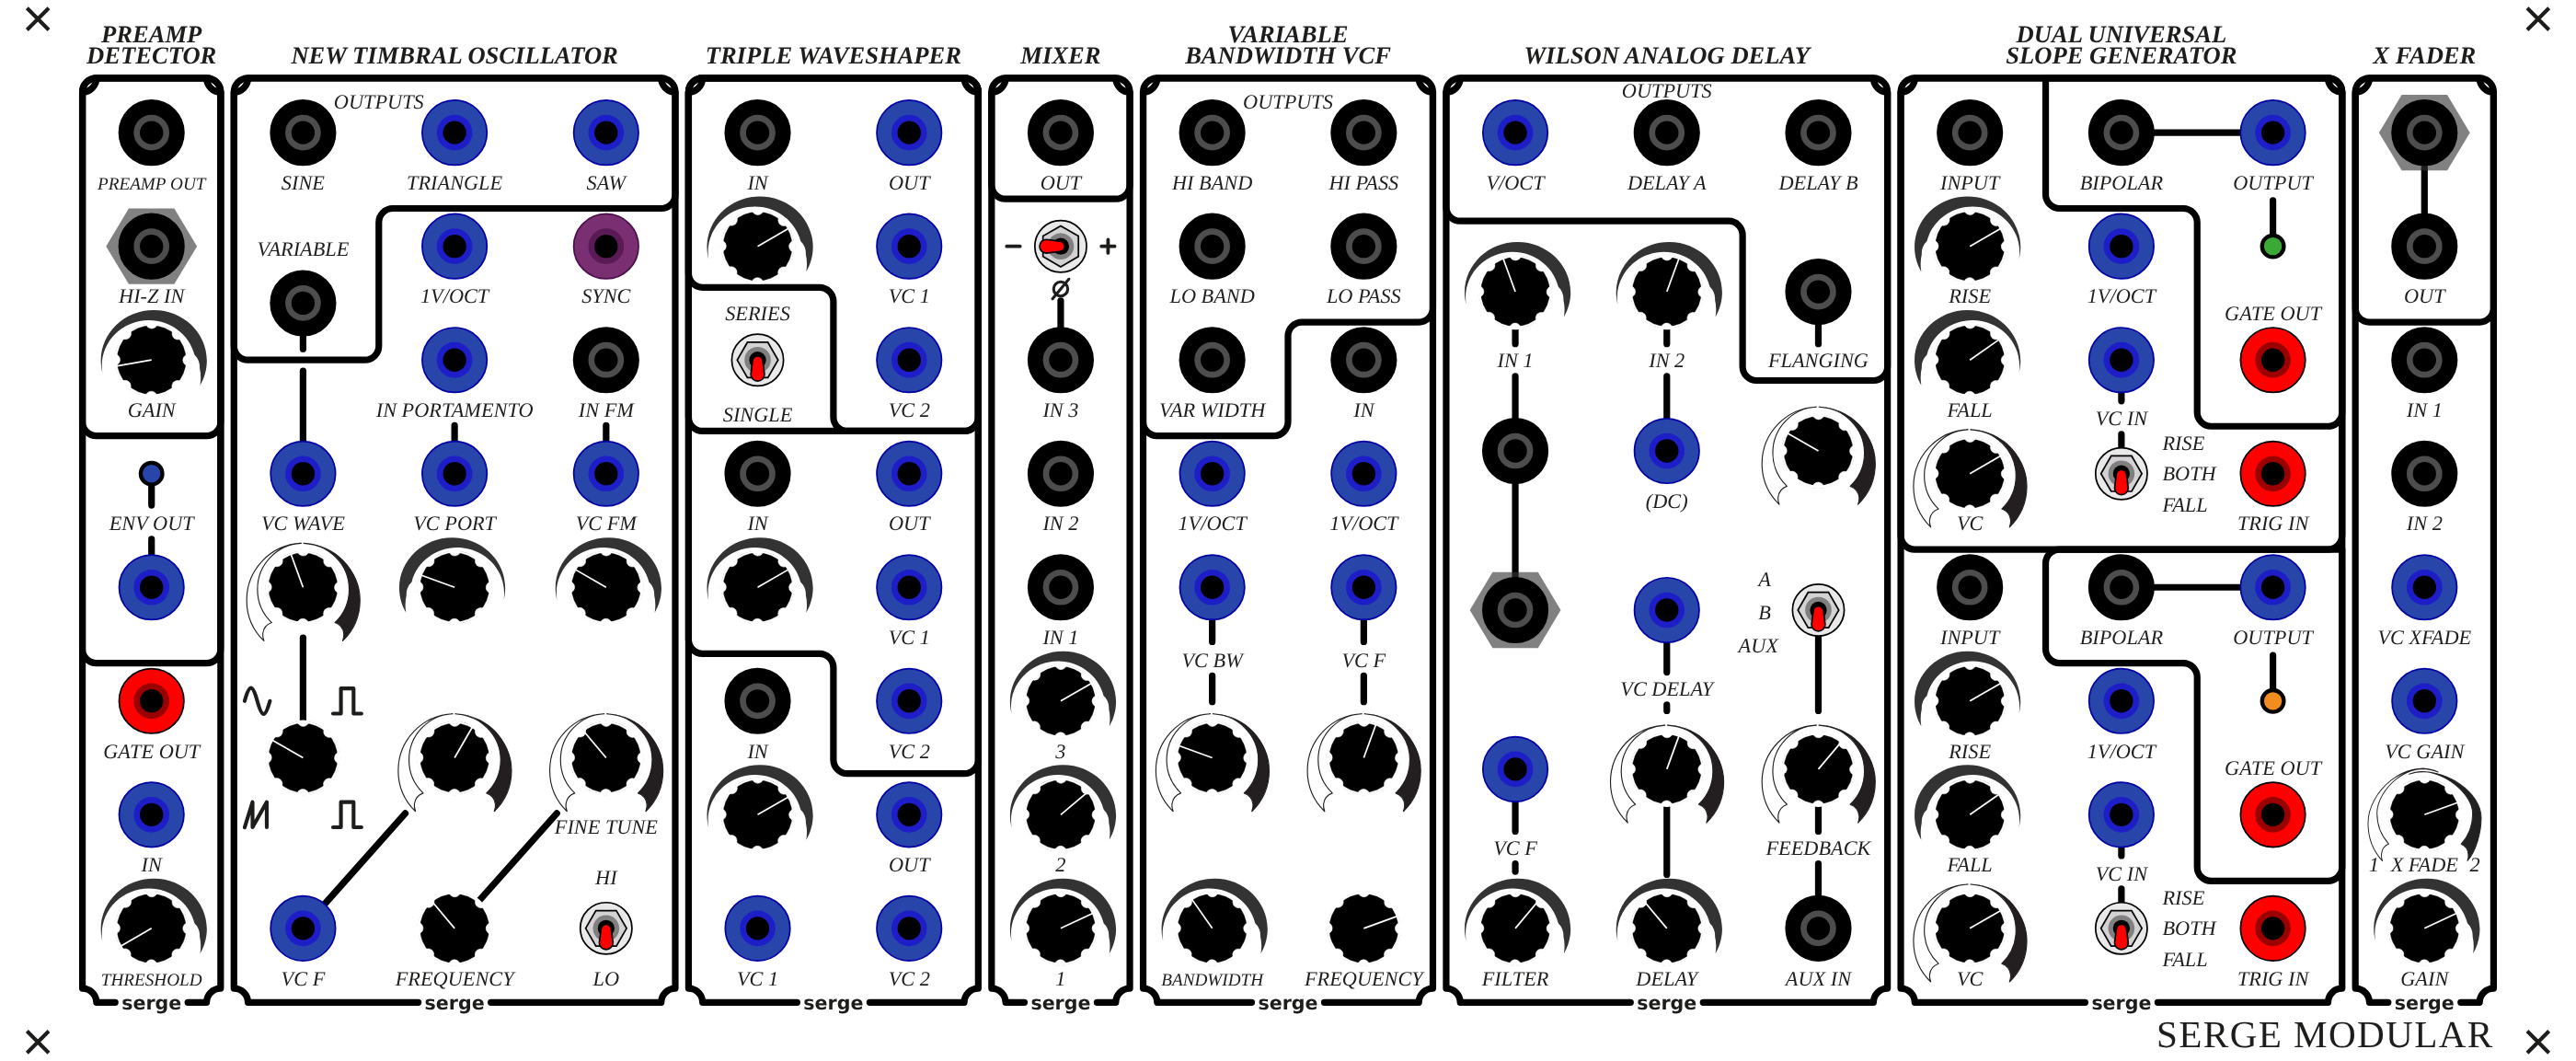 PREAMP
DETECTOR
PREAMP OUT
HI-Z IN
GAIN
ENV OUT
GATE OUT
IN
THRESHOLD
serge
NEW TIMBRAL OSCILLATOR
OUTPUTS
SINE TRIANGLE SAW
VARIABLE
1V/OCT SYNC
IN PORTAMENTO IN FM
VC WAVE VC PORT VC FM
FINE TUNE
HI
VC F FREQUENCY LO
serge
TRIPLE WAVESHAPER
IN OUT
VC 1
SERIES
SINGLE VC 2
IN OUT
VC 1
IN VC 2
OUT
VC 1 VC 2
serge
MIXER
OUT
− +
Ø
IN 3
IN 2
IN 1
3
2
1
serge
VARIABLE
BANDWIDTH VCF
OUTPUTS
HI BAND HI PASS
LO BAND LO PASS
VAR WIDTH IN
1V/OCT 1V/OCT
VC BW VC F
BANDWIDTH FREQUENCY
serge
WILSON ANALOG DELAY
OUTPUTS
V/OCT DELAY A DELAY B
IN 1 IN 2 FLANGING
(DC)
A
B
AUX
VC DELAY
VC F FEEDBACK
FILTER DELAY AUX IN
serge
DUAL UNIVERSAL
SLOPE GENERATOR
INPUT BIPOLAR OUTPUT
RISE 1V/OCT
GATE OUT
FALL VC IN
RISE
BOTH
FALL
VC TRIG IN
INPUT BIPOLAR OUTPUT
RISE 1V/OCT
GATE OUT
FALL VC IN
RISE
BOTH
FALL
VC TRIG IN
serge
X FADER
OUT
IN 1
IN 2
VC XFADE
VC GAIN
1 X FADE 2
GAIN
serge
SERGE MODULAR